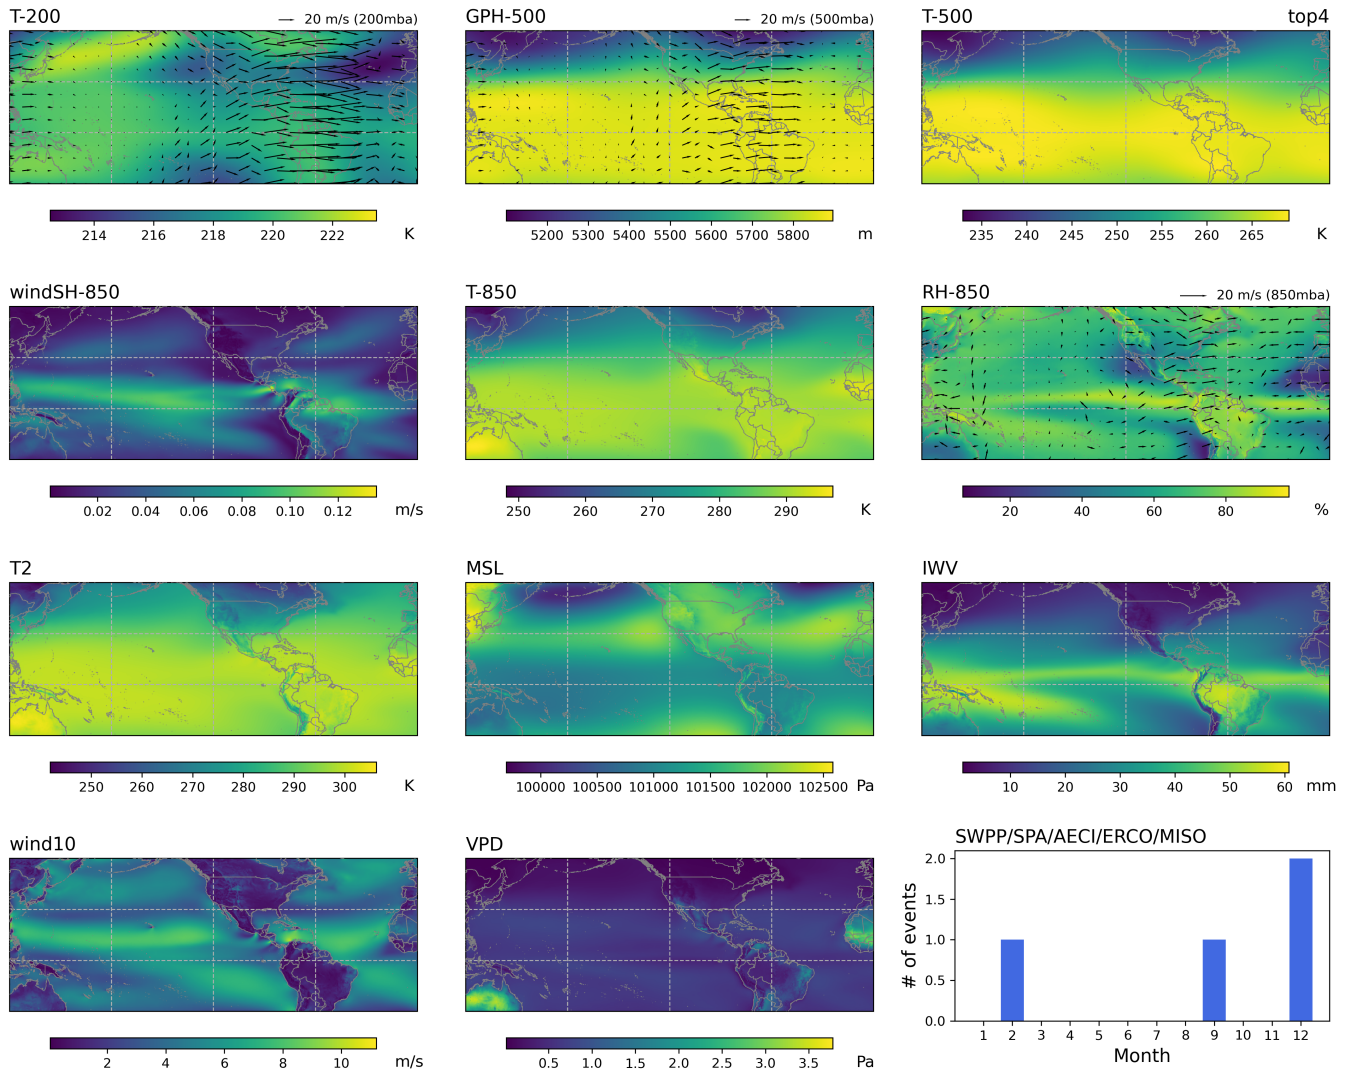 T-200
20 m/s (200mba)
214 216 218 220 222 K
GPH-500
20 m/s (500mba)
5200 5300 5400 5500 5600 5700 5800 m
T-500
top4
235 240 245 250 255 260 265 K
windSH-850
0.02 0.04 0.06 0.08 0.10 0.12 m/s
T-850
250 260 270 280 290 K
RH-850
20 m/s (850mba)
20 40 60 80 %
T2
250 260 270 280 290 300 K
MSL
100000 100500 101000 101500 102000 102500 Pa
IWV
10 20 30 40 50 60 mm
wind10
2 4 6 8 10 m/s
VPD
0.5 1.0 1.5 2.0 2.5 3.0 3.5 Pa
SWPP/SPA/AECI/ERCO/MISO
# of events
2.0
1.5
1.0
0.5
0.0
1 2 3 4 5 6 7 8 9 10 11 12
Month